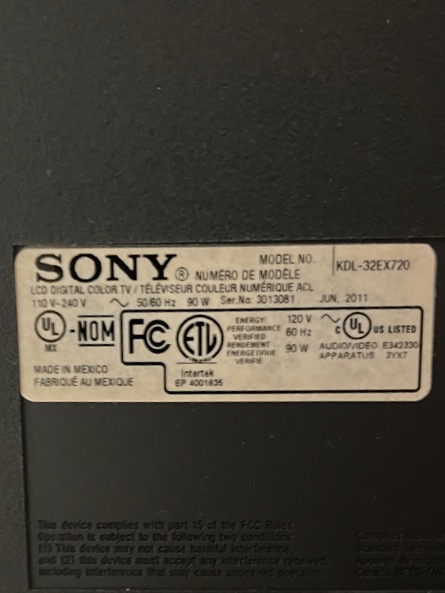 SONY ®
MODEL NO.
NUMÉRO DE MODÈLE
KDL-32EX720
LCD DIGITAL COLOR TV / TÉLÉVISEUR COULEUR NUMÉRIQUE ACL
110 V~240 V ~ 50/60 Hz 90 W Ser.No. 3013081 JUN, 2011
UL
MX
-NOM
FC
ETL
Intertek
EP 4001835
ENERGY
PERFORMANCE
VERIFIED
RENDEMENT
ENERGETIQUE
VERIFIE
120 V ~
60 Hz
90 W
C UL US LISTED
AUDIO/VIDEO E342330
APPARATUS 3YX7
MADE IN MEXICO
FABRIQUÉ AU MEXIQUE
This device complies with part 15 of the FCC Rules.
Operation is subject to the following two conditions:
(1) This device may not cause harmful interference,
and (2) this device must accept any interference received,
including interference that may cause undesired operation.
Complies Canad